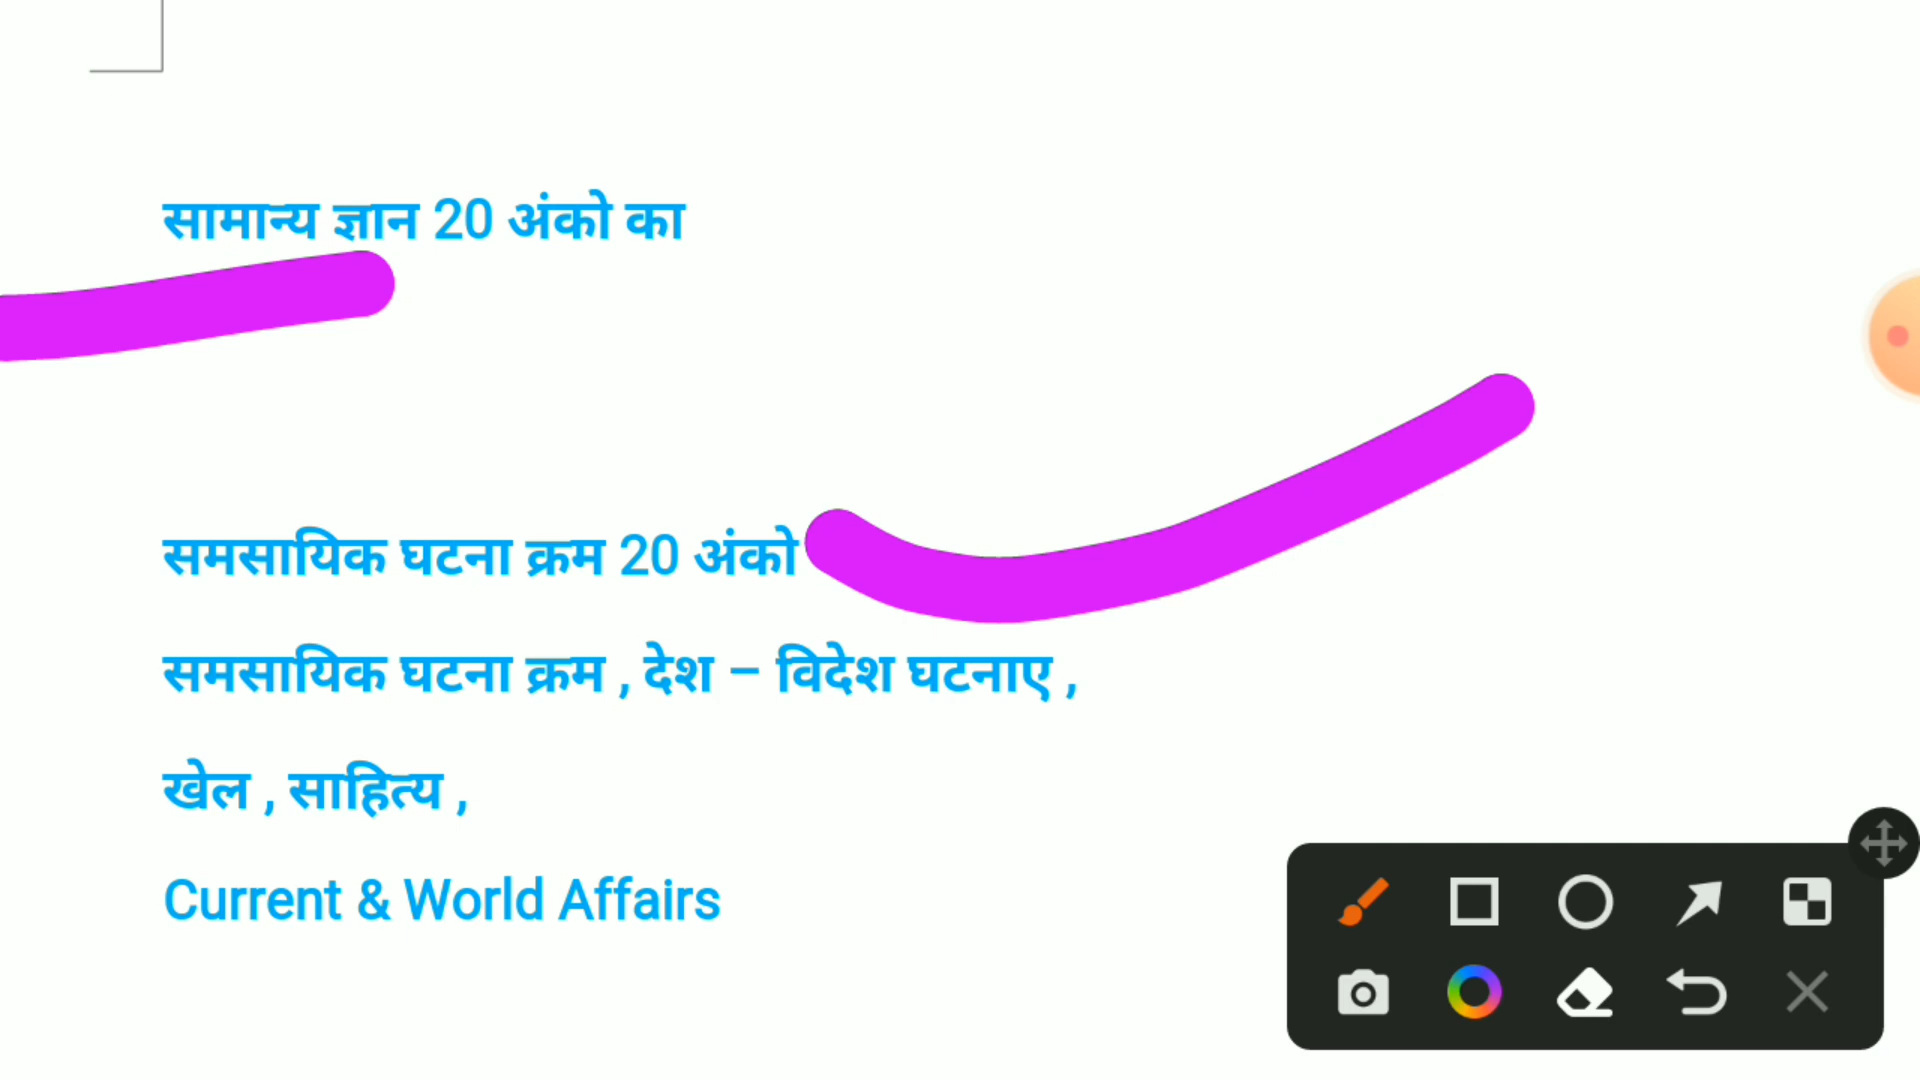 सामान्य ज्ञान 20 अंको का
समसायिक घटना क्रम 20 अंको
समसायिक घटना क्रम , देश – विदेश घटनाए ,
खेल , साहित्य ,
Current & World Affairs